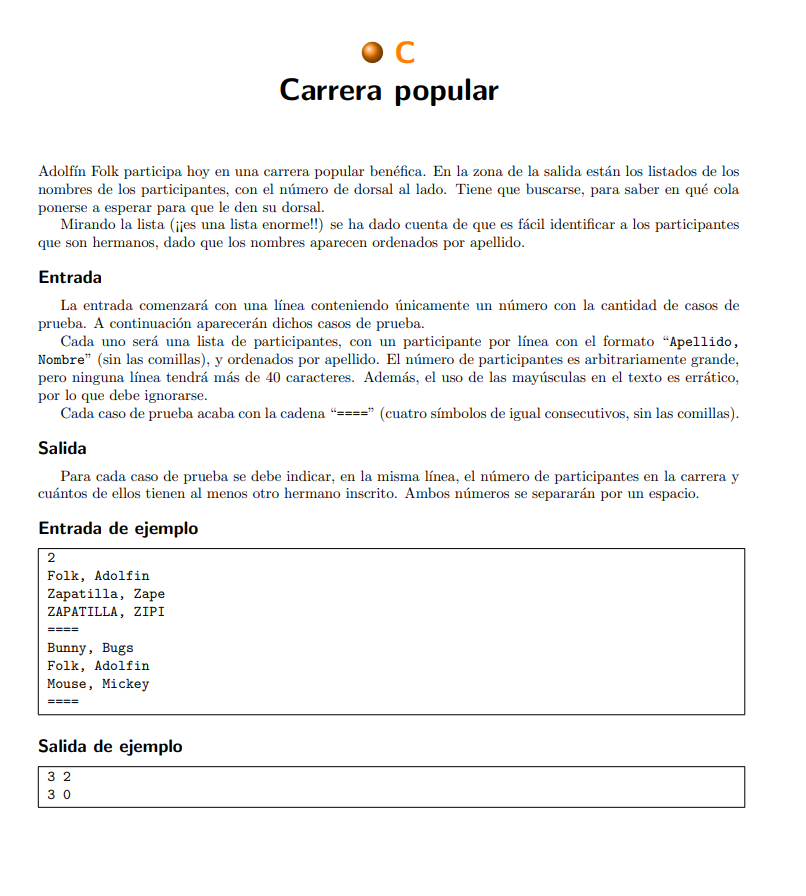 C
Carrera popular
Adolfín Folk participa hoy en una carrera popular benéfica. En la zona de la salida están los listados de los
nombres de los participantes, con el número de dorsal al lado. Tiene que buscarse, para saber en qué cola
ponerse a esperar para que le den su dorsal.
Mirando la lista (¡¡es una lista enorme!!) se ha dado cuenta de que es fácil identificar a los participantes
que son hermanos, dado que los nombres aparecen ordenados por apellido.
Entrada
La entrada comenzará con una línea conteniendo únicamente un número con la cantidad de casos de
prueba. A continuación aparecerán dichos casos de prueba.
Cada uno será una lista de participantes, con un participante por línea con el formato “Apellido,
Nombre” (sin las comillas), y ordenados por apellido. El número de participantes es arbitrariamente grande,
pero ninguna línea tendrá más de 40 caracteres. Además, el uso de las mayúsculas en el texto es errático,
por lo que debe ignorarse.
Cada caso de prueba acaba con la cadena “====” (cuatro símbolos de igual consecutivos, sin las comillas).
Salida
Para cada caso de prueba se debe indicar, en la misma línea, el número de participantes en la carrera y
cuántos de ellos tienen al menos otro hermano inscrito. Ambos números se separarán por un espacio.
Entrada de ejemplo
2
Folk, Adolfin
Zapatilla, Zape
ZAPATILLA, ZIPI
====
Bunny, Bugs
Folk, Adolfin
Mouse, Mickey
====
Salida de ejemplo
3 2
3 0